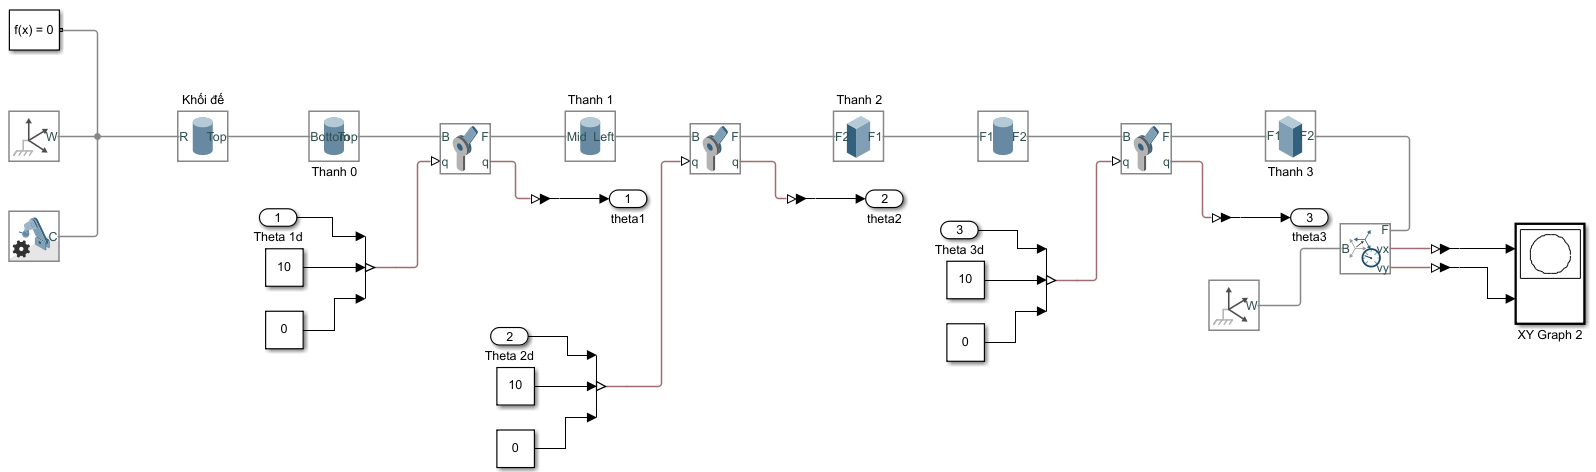 f(x) = 0
W
C
Khối đế
R
Top
Bottom
Top
Thanh 0
B
F
q
q
1
Theta 1d
10
0
1
theta1
Thanh 1
Mid
Left
B
F
q
q
2
Theta 2d
10
0
2
theta2
Thanh 2
F2
F1
F1
F2
B
F
q
q
3
Theta 3d
10
0
3
theta3
F1
F2
Thanh 3
W
F
B
vx
vy
XY Graph 2